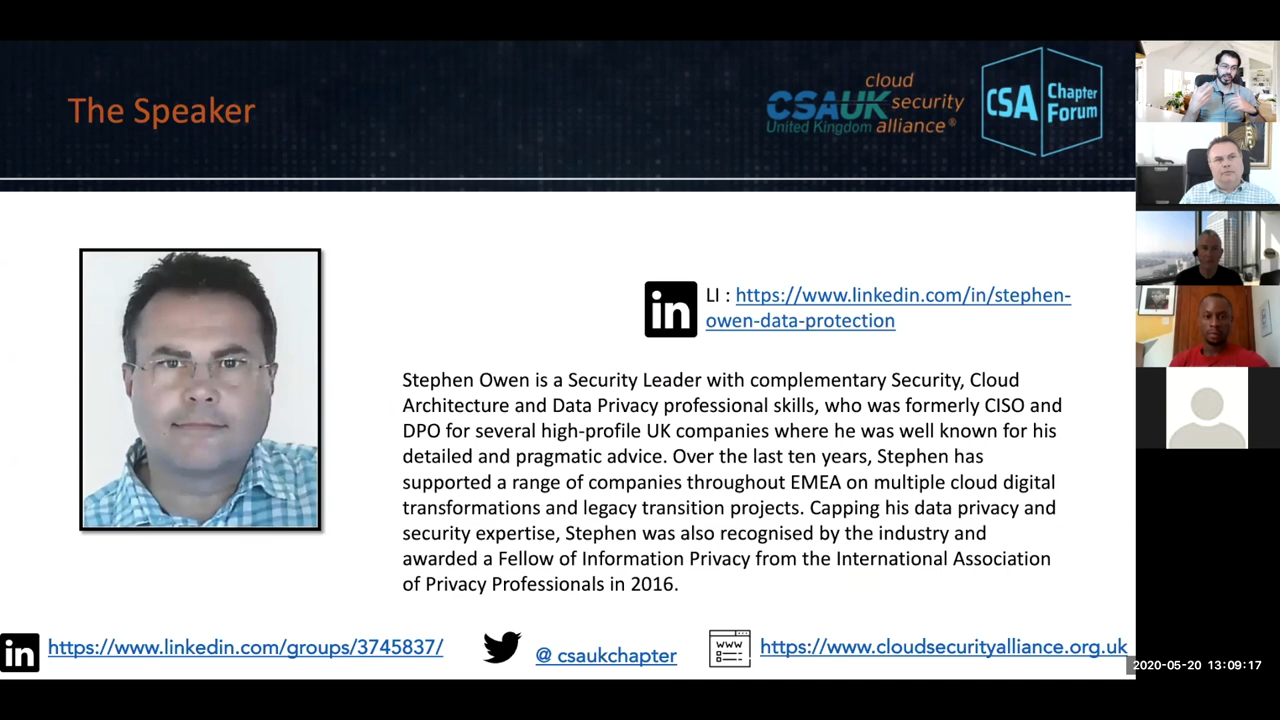 The Speaker
cloud
CSAUK security
United Kingdom alliance®
CSA Chapter
Forum
in LI : https://www.linkedin.com/in/stephen-
owen-data-protection
Stephen Owen is a Security Leader with complementary Security, Cloud
Architecture and Data Privacy professional skills, who was formerly CISO and
DPO for several high-profile UK companies where he was well known for his
detailed and pragmatic advice. Over the last ten years, Stephen has
supported a range of companies throughout EMEA on multiple cloud digital
transformations and legacy transition projects. Capping his data privacy and
security expertise, Stephen was also recognised by the industry and
awarded a Fellow of Information Privacy from the International Association
of Privacy Professionals in 2016.
in https://www.linkedin.com/groups/3745837/ @ csaukchapter WWW https://www.cloudsecurityalliance.org.uk
2020-05-20 13:09:17